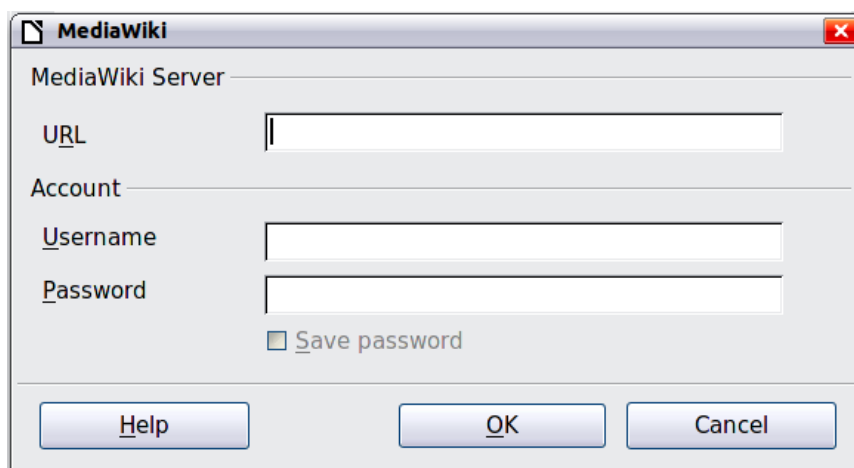 MediaWiki
MediaWiki Server
URL
Account
Username
Password
Save password
Help OK Cancel